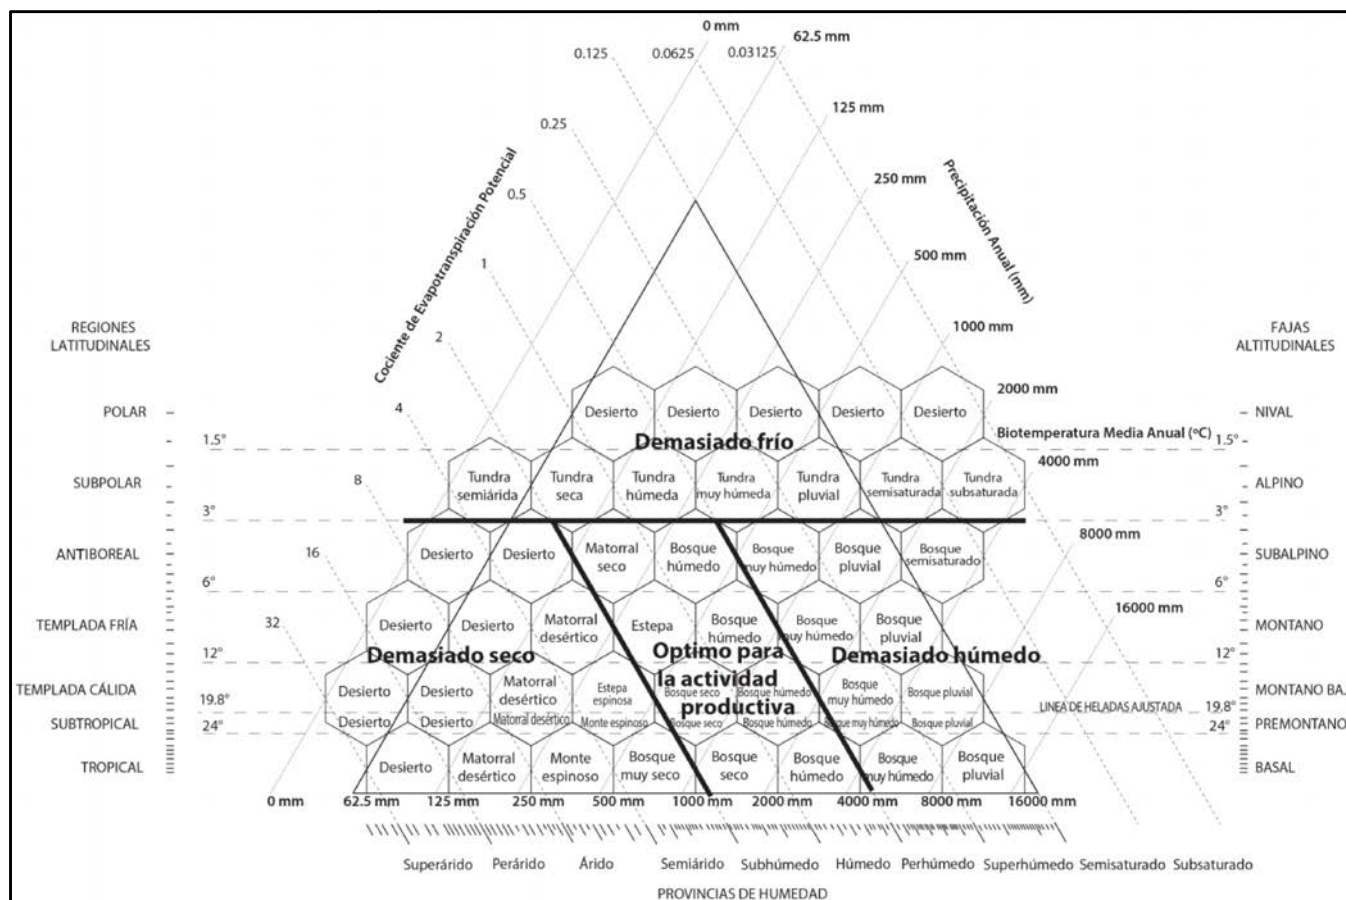 0 mm
62.5 mm
0.125
0.0625
0.03125
125 mm
0.25
250 mm
Precipitación Anual (mm)
0.5
Cociente de Evapotranspiración Potencial
500 mm
1
1000 mm
2
REGIONES
LATITUDINALES
FAJAS
ALTITUDINALES
2000 mm
4
POLAR
Desierto
Desierto
Desierto
Desierto
Desierto
NIVAL
Demasiado frío
Biotemperatura Media Anual (ºC)
1.5°
1.5°
4000 mm
8
SUBPOLAR
Tundra
semiárida
Tundra
seca
Tundra
húmeda
Tundra
muy húmeda
Tundra
pluvial
Tundra
semisaturada
Tundra
subsaturada
ALPINO
3°
3°
8000 mm
16
ANTIBOREAL
Desierto
Desierto
Matorral
seco
Bosque
húmedo
Bosque
muy húmedo
Bosque
pluvial
Bosque
semisaturado
SUBALPINO
6°
6°
16000 mm
32
TEMPLADA FRÍA
Desierto
Desierto
Matorral
desértico
Estepa
Bosque
húmedo
Bosque
muy húmedo
Bosque
pluvial
MONTANO
Demasiado seco
Optimo para
la actividad
productiva
Demasiado húmedo
12°
12°
TEMPLADA CÁLIDA
Desierto
Desierto
Matorral
desértico
Estepa
espinosa
Bosque seco
Bosque húmedo
Bosque
muy húmedo
Bosque pluvial
MONTANO BAJ
19.8°
LINEA DE HELADAS AJUSTADA
19.8°
SUBTROPICAL
Desierto
Desierto
Matorral desértico
Monte espinoso
Bosque seco
Bosque húmedo
Bosque muy húmedo
Bosque pluvial
PREMONTANO
24°
24°
TROPICAL
Desierto
Matorral
desértico
Monte
espinoso
Bosque
muy seco
Bosque
seco
Bosque
húmedo
Bosque
muy húmedo
Bosque
pluvial
BASAL
0 mm
62.5 mm
125 mm
250 mm
500 mm
1000 mm
2000 mm
4000 mm
8000 mm
16000 mm
Superárido
Perárido
Árido
Semiárido
Subhúmedo
Húmedo
Perhúmedo
Superhúmedo
Semisaturado
Subsaturado
PROVINCIAS DE HUMEDAD